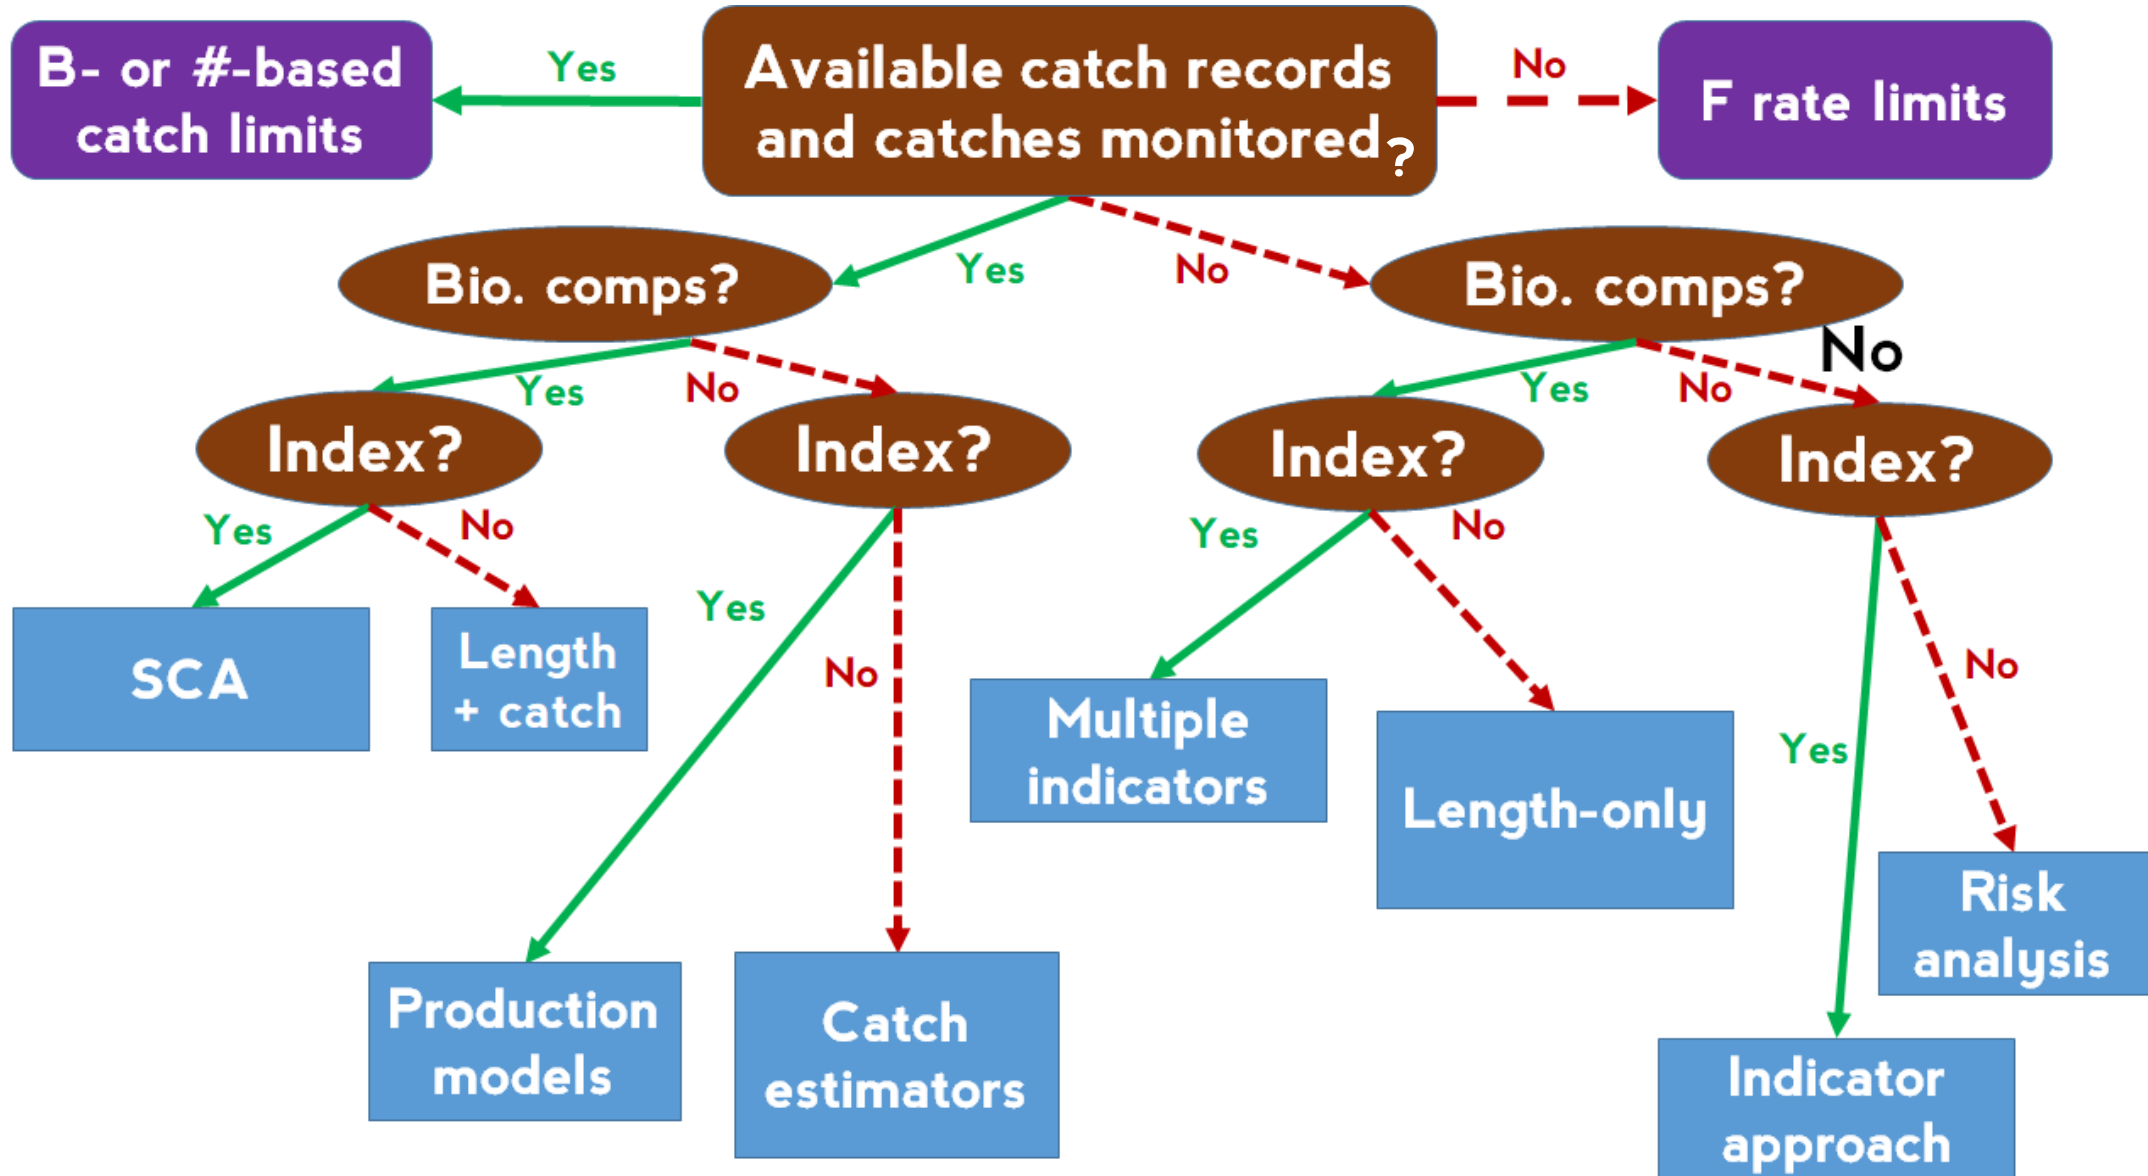 B- or #-based
catch limits
Yes
Available catch records
and catches monitored?
No
F rate limits
Bio. comps?
Yes
No
Bio. comps?
No
Yes
No
Yes
No
Index?
Index?
Index?
Index?
Yes
No
Yes
No
Yes
No
Yes
No
SCA
Length
+ catch
Multiple
indicators
Length-only
Risk
analysis
Production
models
Catch
estimators
Indicator
approach